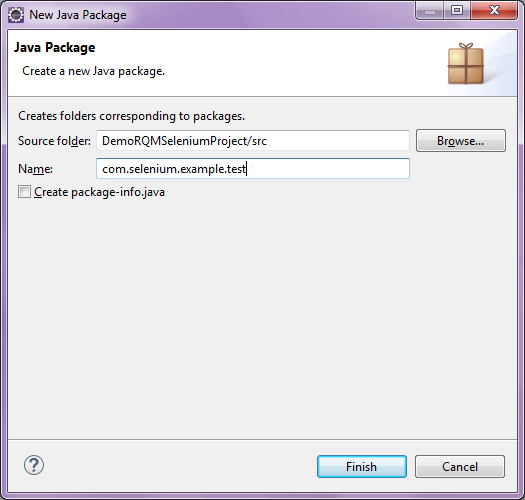 New Java Package
Java Package
Create a new Java package.
Creates folders corresponding to packages.
Source folder: DemoRQMSeleniumProject/src Browse...
Name: com.selenium.example.test
Create package-info.java
? Finish Cancel